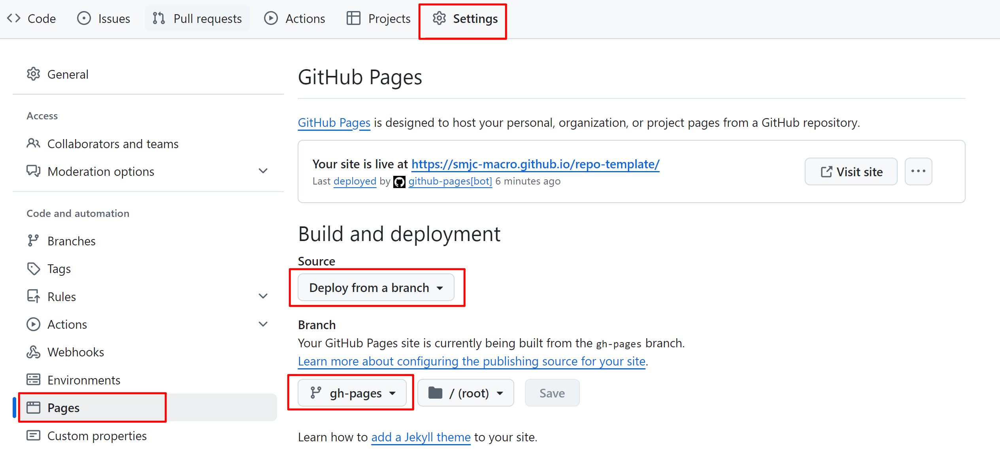 Code Issues Pull requests Actions Projects Settings
General
Access
Collaborators and teams
Moderation options
Code and automation
Branches
Tags
Rules
Actions
Webhooks
Environments
Pages
Custom properties
GitHub Pages
GitHub Pages is designed to host your personal, organization, or project pages from a GitHub repository.
Your site is live at https://smjc-macro.github.io/repo-template/
Last deployed by github-pages[bot] 6 minutes ago
Visit site
Build and deployment
Source
Deploy from a branch
Branch
Your GitHub Pages site is currently being built from the gh-pages branch.
Learn more about configuring the publishing source for your site.
gh-pages / (root) Save
Learn how to add a Jekyll theme to your site.